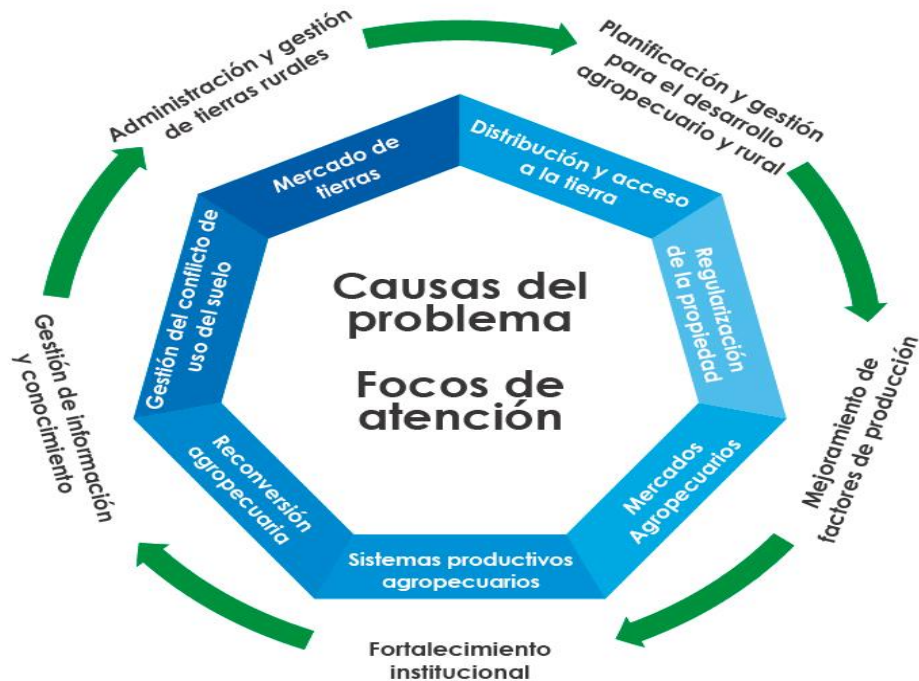 Administración y gestión
de tierras rurales
Planificación y gestión
para el desarrollo
agropecuario y rural
Mejoramiento de
factores de producción
Fortalecimiento
institucional
Gestión de información
y conocimiento
Mercado de
tierras
Distribución y acceso
a la tierra
Regularización
de la propiedad
Mercados
Agropecuarios
Sistemas productivos
agropecuarios
Reconversión
agropecuaria
Gestión del conflicto de
uso del suelo
Causas del
problema
Focos de
atención